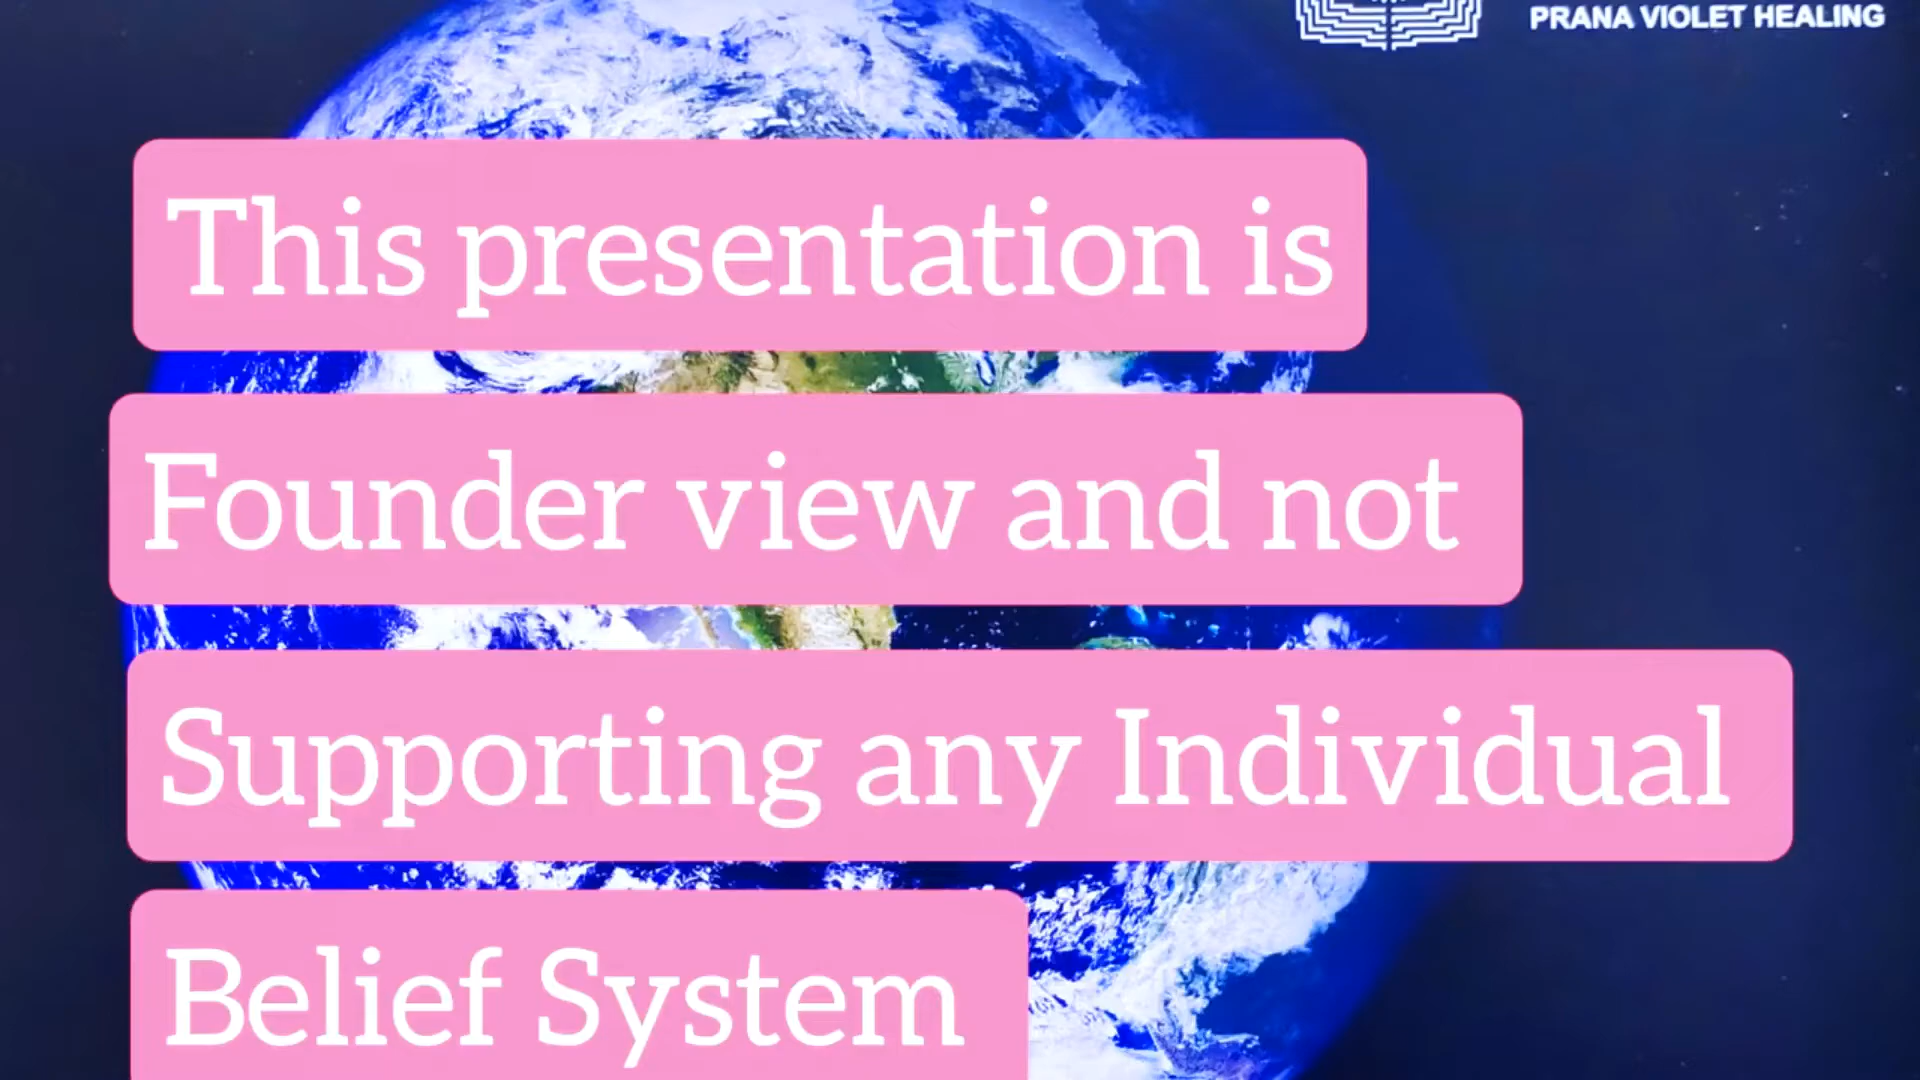 PRANA VIOLET HEALING
This presentation is
Founder view and not
Supporting any Individual
Belief System